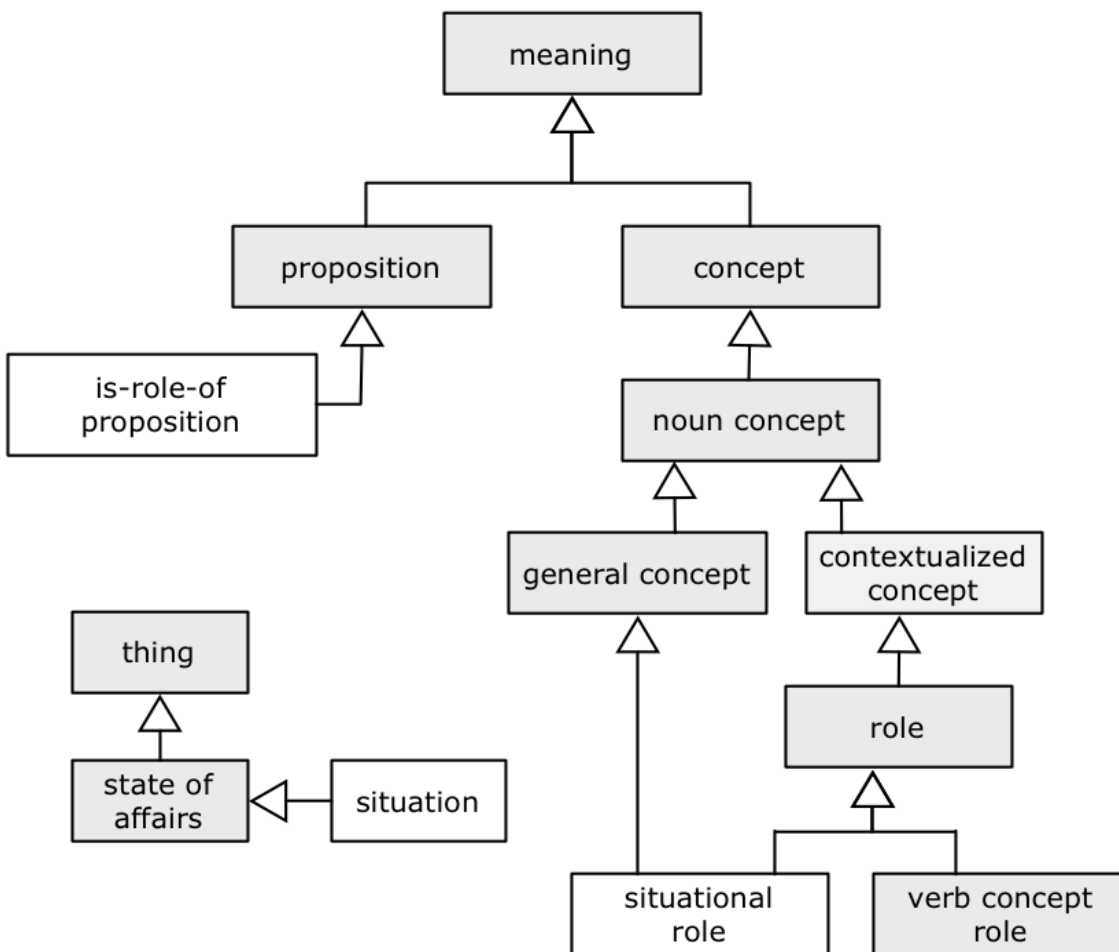 meaning
proposition
concept
is-role-of
proposition
noun concept
general concept
contextualized
concept
thing
role
state of
affairs
situation
situational
role
verb concept
role